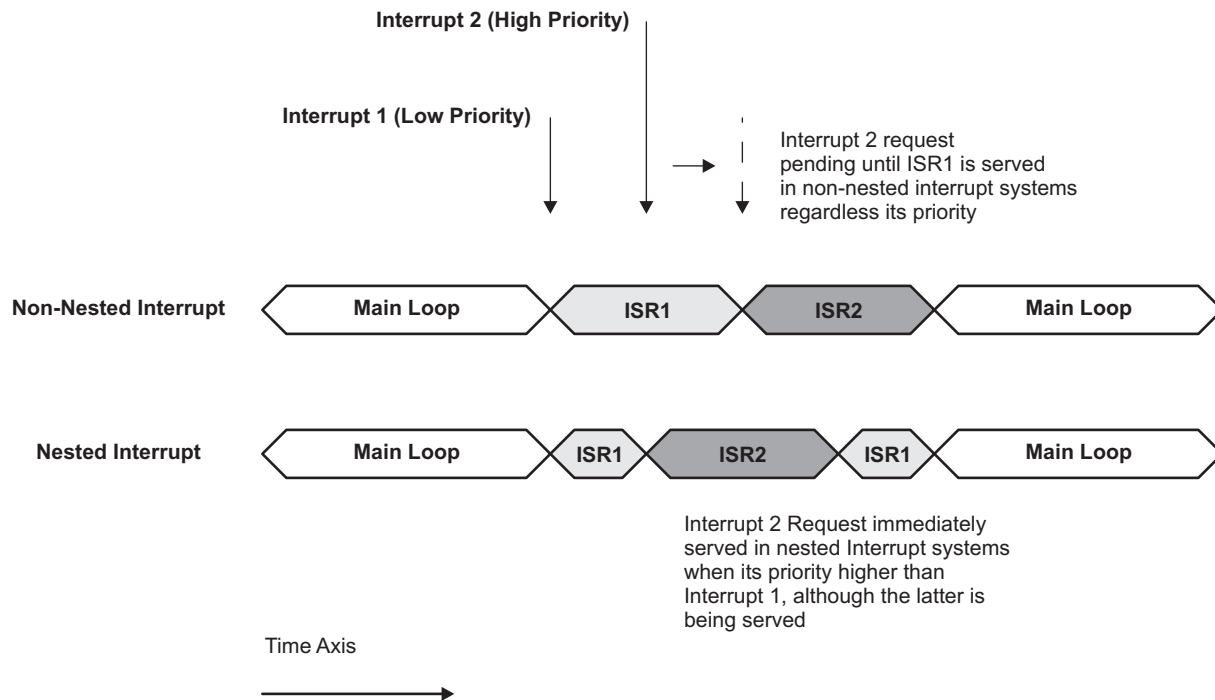 Interrupt 2 (High Priority)
Interrupt 1 (Low Priority)
Interrupt 2 request
pending until ISR1 is served
in non-nested interrupt systems
regardless its priority
Non-Nested Interrupt
Main Loop
ISR1
ISR2
Main Loop
Nested Interrupt
Main Loop
ISR1
ISR2
ISR1
Main Loop
Interrupt 2 Request immediately
served in nested Interrupt systems
when its priority higher than
Interrupt 1, although the latter is
being served
Time Axis